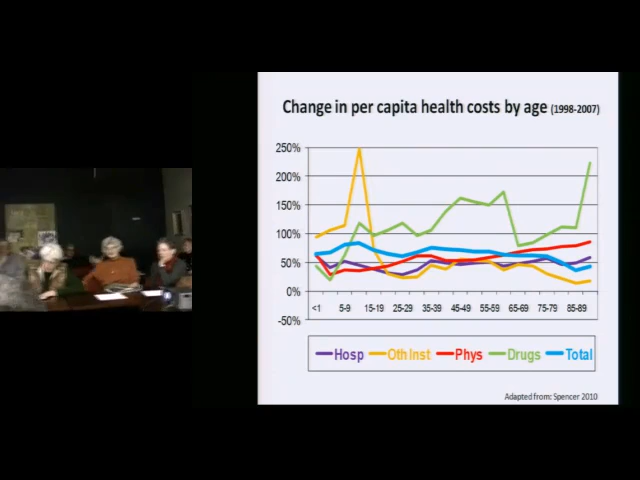 Change in per capita health costs by age (1998-2007)
250%
200%
150%
100%
50%
0%
-50%
<1 5-9 15-19 25-29 35-39 45-49 55-59 65-69 75-79 85-89
Hosp Oth Inst Phys Drugs Total
Adapted from: Spencer 2010